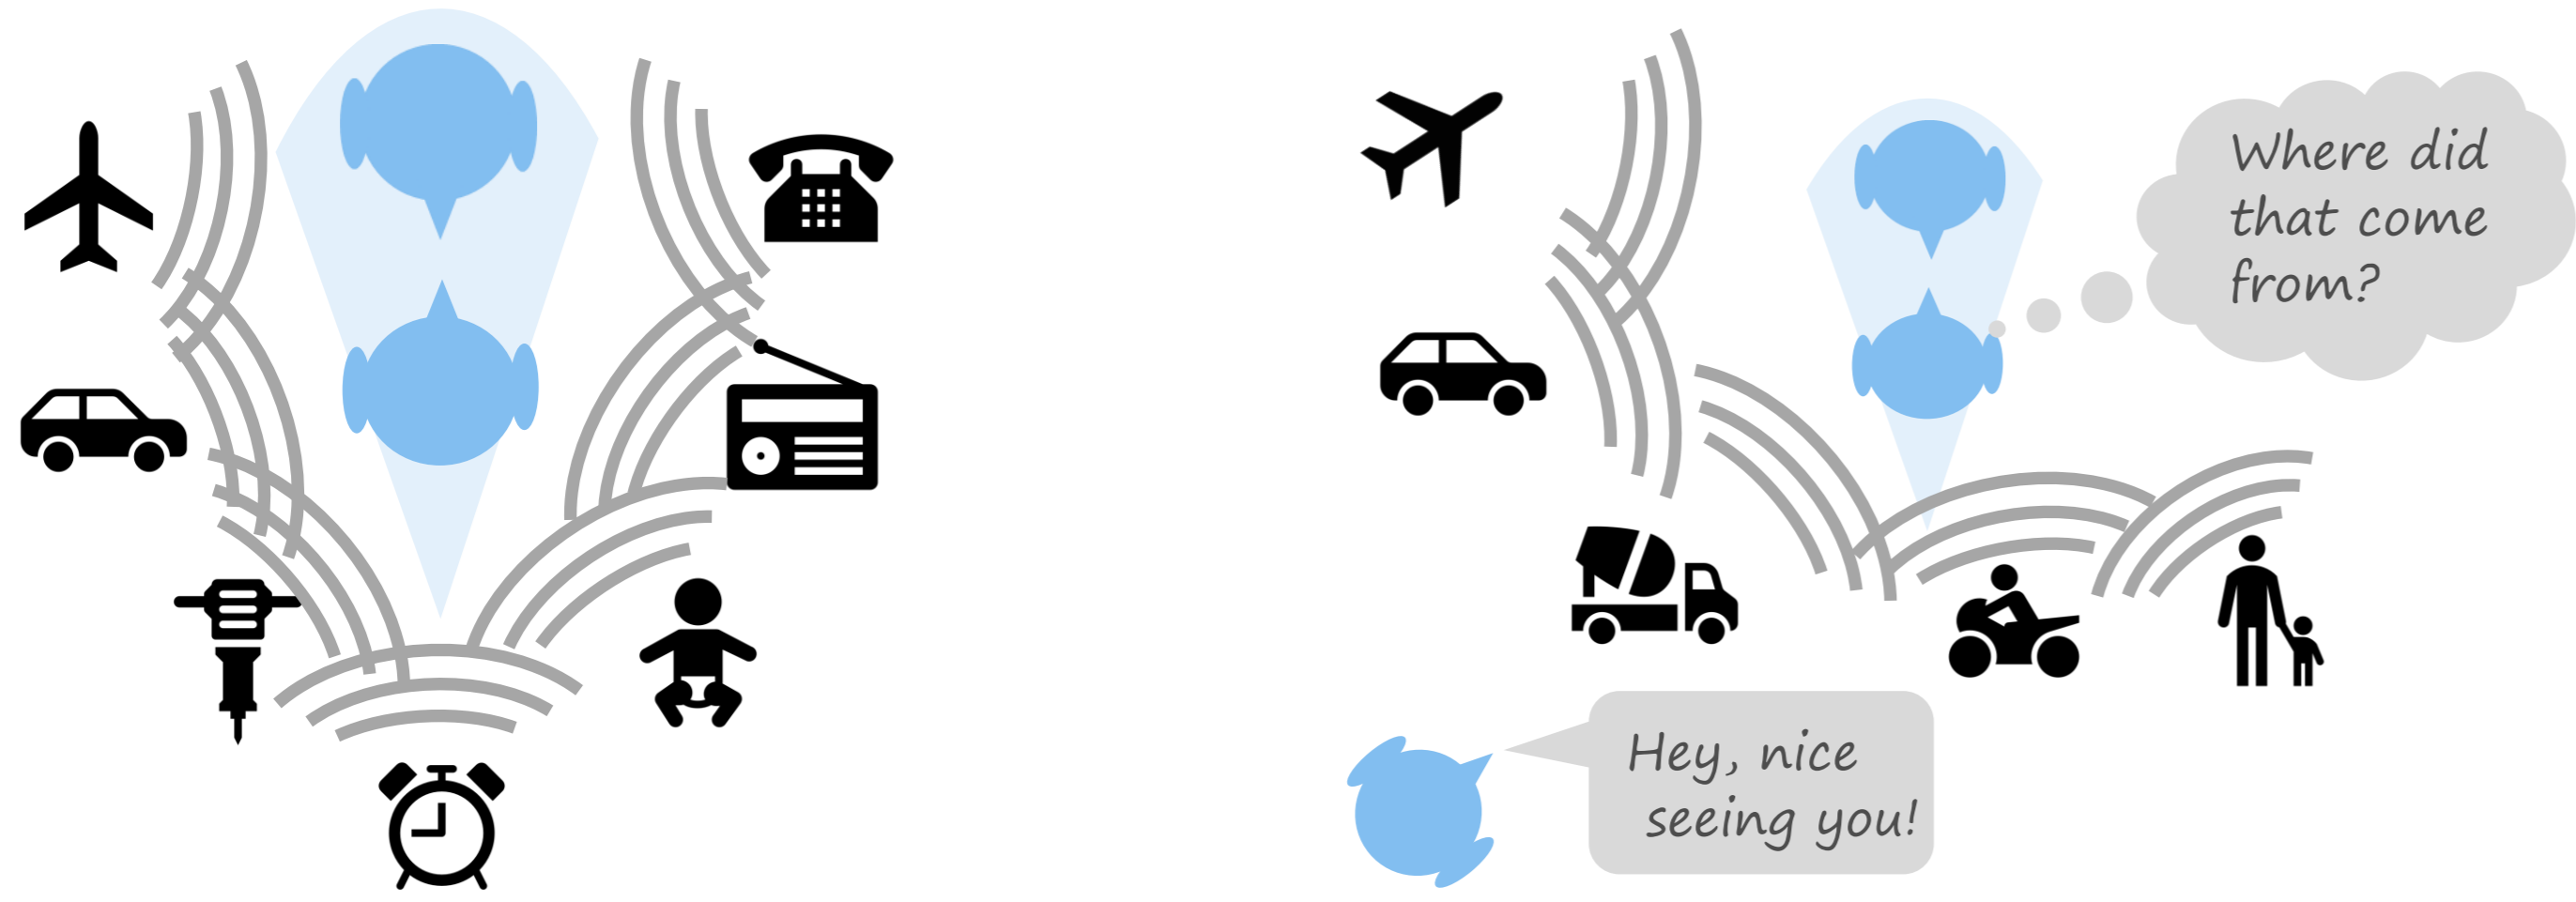 Where did
that come
from?
Hey, nice
seeing you!